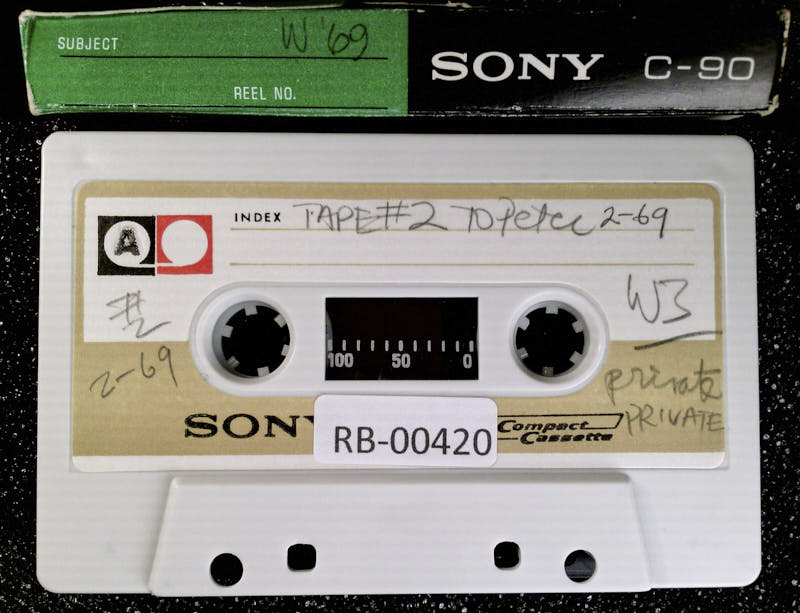 SUBJECT W '69
REEL NO.
SONY C-90
INDEX TAPE #2 TO Peter 2-69
A
#2
2-69
W3
private
PRIVATE
100 50 0
SONY
Compact
Cassette
RB-00420